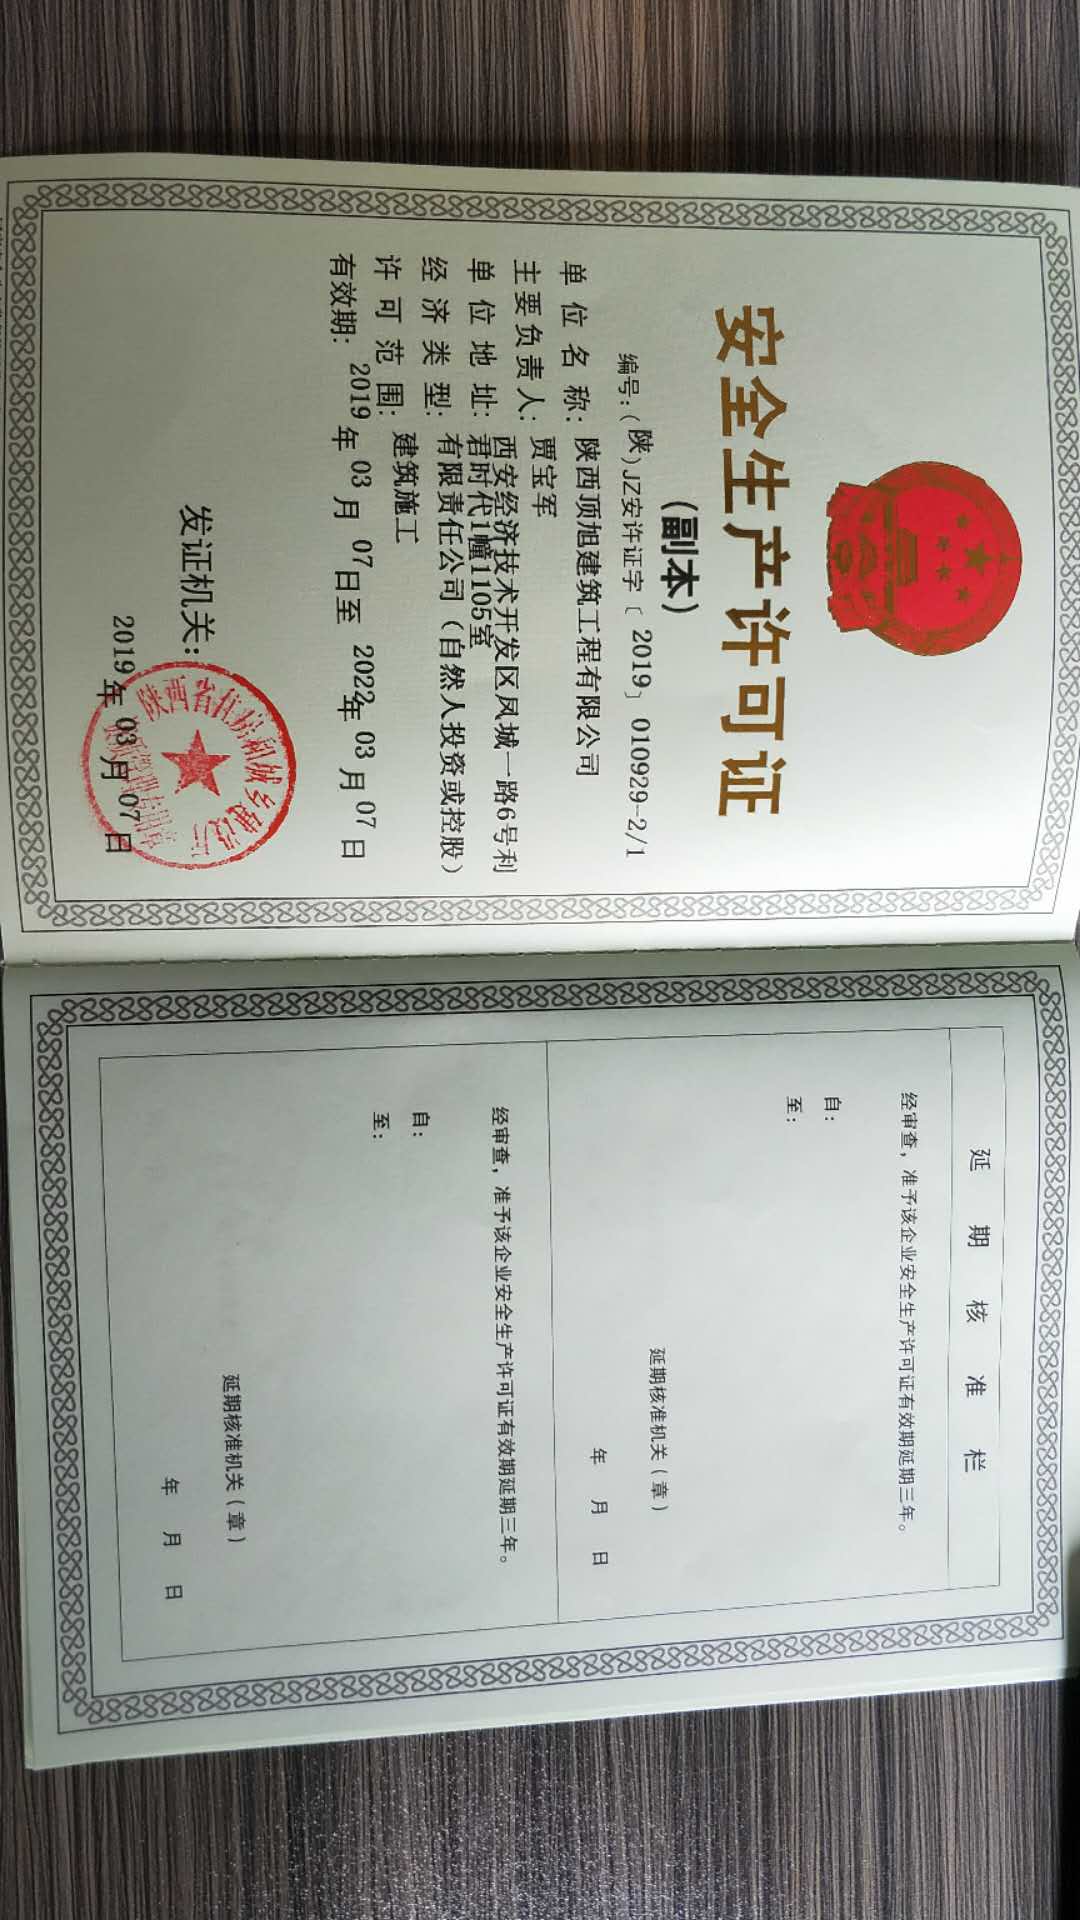 安全生产许可证
(副本)
编号:(陕)JZ安许证字〔2019〕010929-2/1
单位名称:陕西顶旭建筑工程有限公司
主要负责人:贾宝军
单位地址:西安经济技术开发区凤城一路6号利
君时代1幢1105室
经济类型:有限责任公司(自然人投资或控股)
许可范围:建筑施工
有效期:2019年03月07日至2022年03月07日
发证机关:
陕西省住房和城乡建设厅
2019年03月07日
延期核准栏
经审查,准予该企业安全生产许可证有效期延期三年。
自:
至:
延期核准机关(章)
年 月 日
经审查,准予该企业安全生产许可证有效期延期三年。
自:
至:
延期核准机关(章)
年 月 日